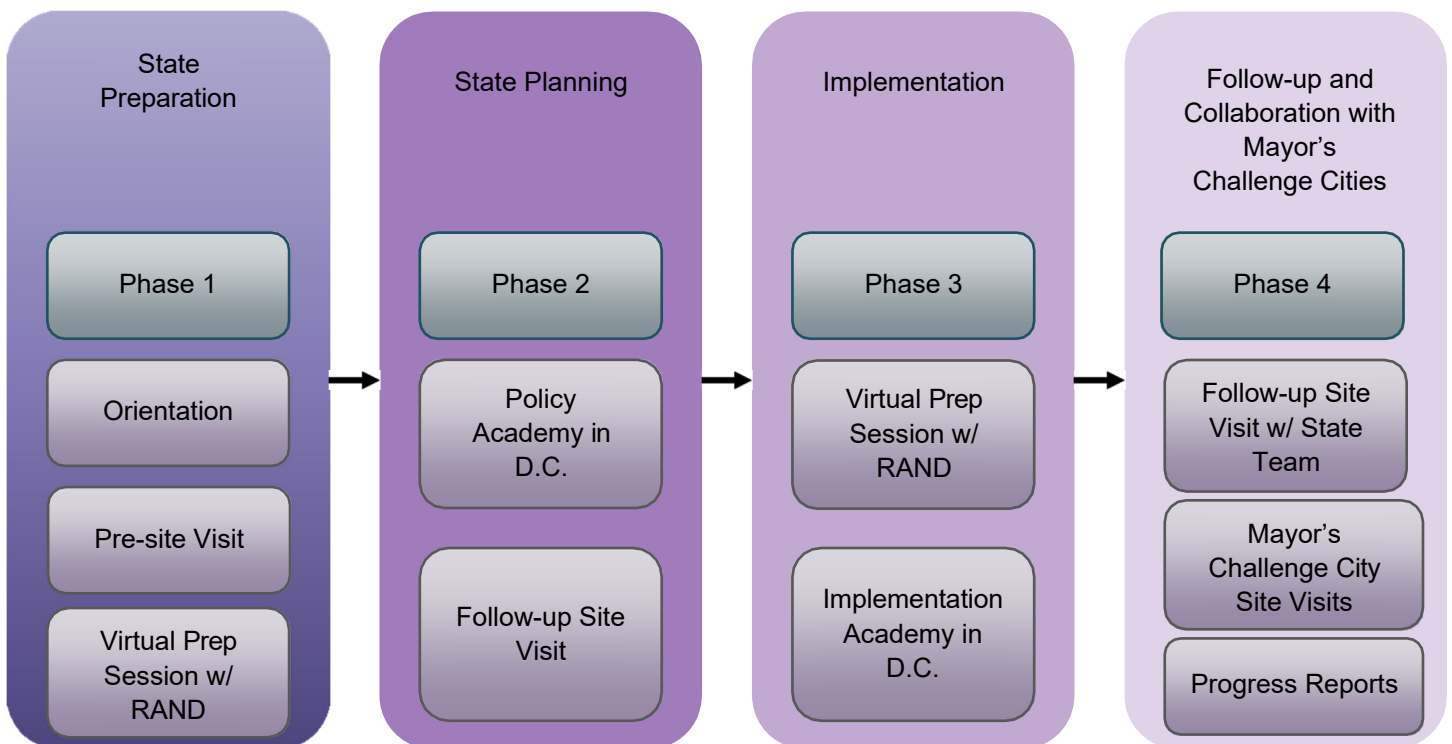 State
Preparation
Phase 1
Orientation
Pre-site Visit
Virtual Prep
Session w/
RAND
State Planning
Phase 2
Policy
Academy in
D.C.
Follow-up Site
Visit
Implementation
Phase 3
Virtual Prep
Session w/
RAND
Implementation
Academy in
D.C.
Follow-up and
Collaboration with
Mayor’s
Challenge Cities
Phase 4
Follow-up Site
Visit w/ State
Team
Mayor’s
Challenge City
Site Visits
Progress Reports